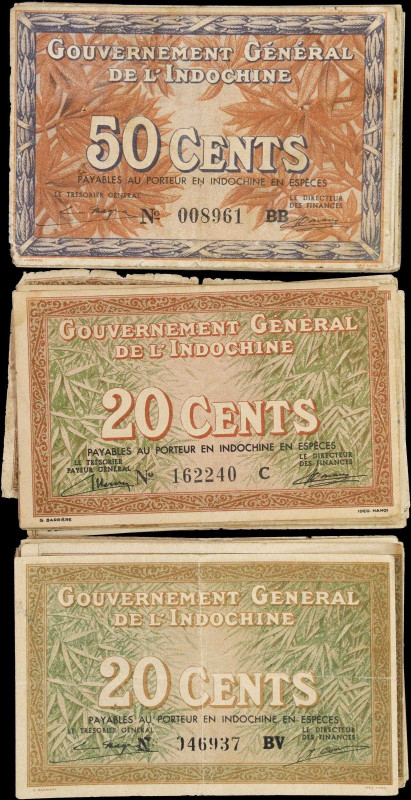 GOUVERNEMENT GÉNÉRAL
DE L'INDOCHINE
50 CENTS
PAYABLES AU PORTEUR EN INDOCHINE EN ESPÈCES
LE TRÉSORIER GÉNÉRAL
LE DIRECTEUR
DES FINANCES
No 008961 BB
GOUVERNEMENT GÉNÉRAL
DE L'INDOCHINE
20 CENTS
PAYABLES AU PORTEUR EN INDOCHINE EN ESPÈCES
LE TRÉSORIER
PAYEUR GÉNÉRAL
LE DIRECTEUR
DES FINANCES
No 162240 C
G. BARRIÈRE
IDEO. HANOI
GOUVERNEMENT GÉNÉRAL
DE L'INDOCHINE
20 CENTS
PAYABLES AU PORTEUR EN INDOCHINE EN ESPÈCES
LE TRÉSORIER GÉNÉRAL
LE DIRECTEUR
DES FINANCES
N 046937 BV